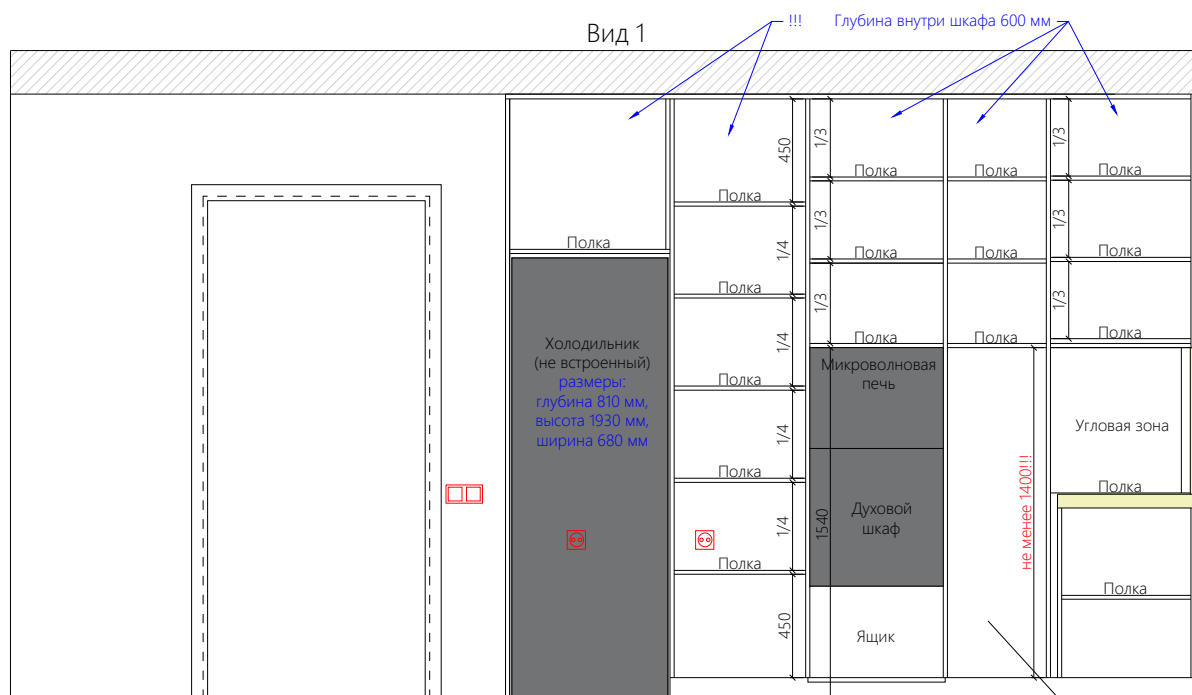 !!! Глубина внутри шкафа 600 мм
Вид 1
450
1/3
1/3
Полка
Полка
Полка
Полка
Полка
1/4
1/3
1/3
Полка
Полка
Полка
Полка
1/4
1/3
1/3
Полка
Полка
Полка
Холодильник
(не встроенный)
размеры:
глубина 810 мм,
высота 1930 мм,
ширина 680 мм
Полка
Микроволновая
печь
1/4
Угловая зона
Полка
Полка
1/4
1540
Духовой
шкаф
не менее 1400!!!
Полка
Полка
450
Ящик